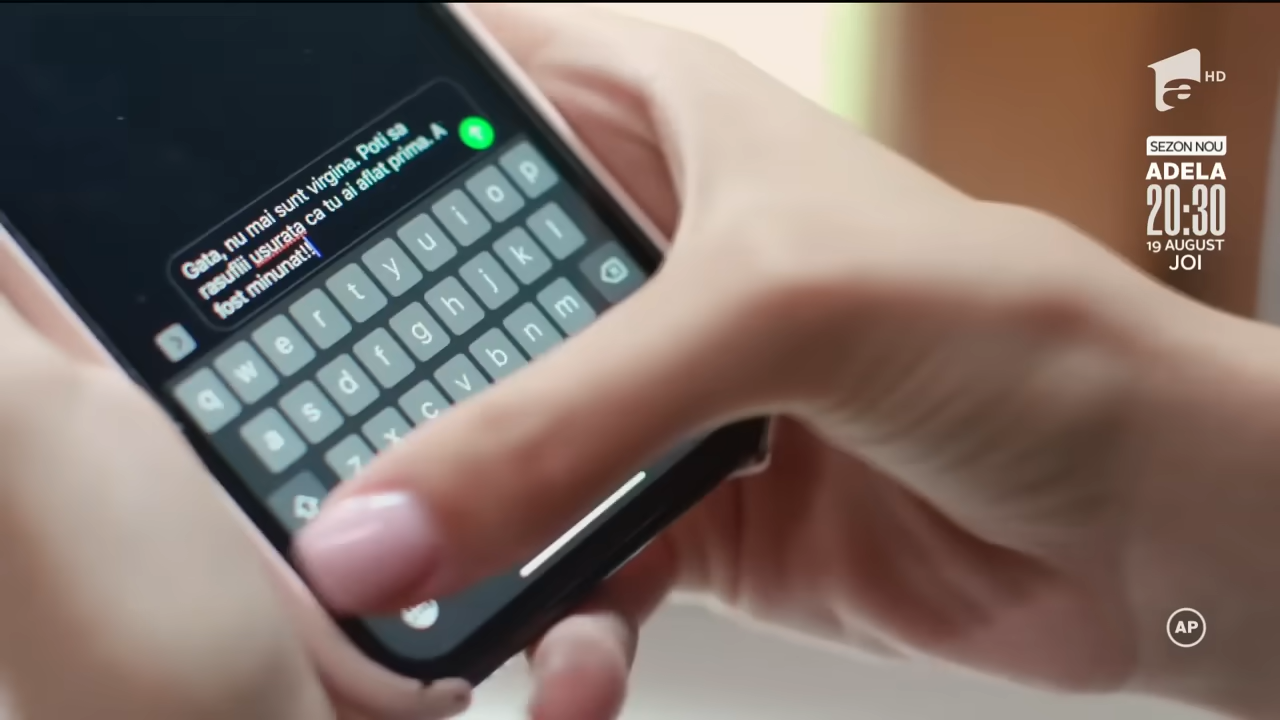 Gata, nu mai sunt virgina. Poti sa
rasuflii usurata ca tu ai aflat prima. A
fost minunat!!
q w e r t y u i o p
a s d f g h j k l
z x c v b n m
a HD
SEZON NOU
ADELA
20:30
19 AUGUST
JOI
AP